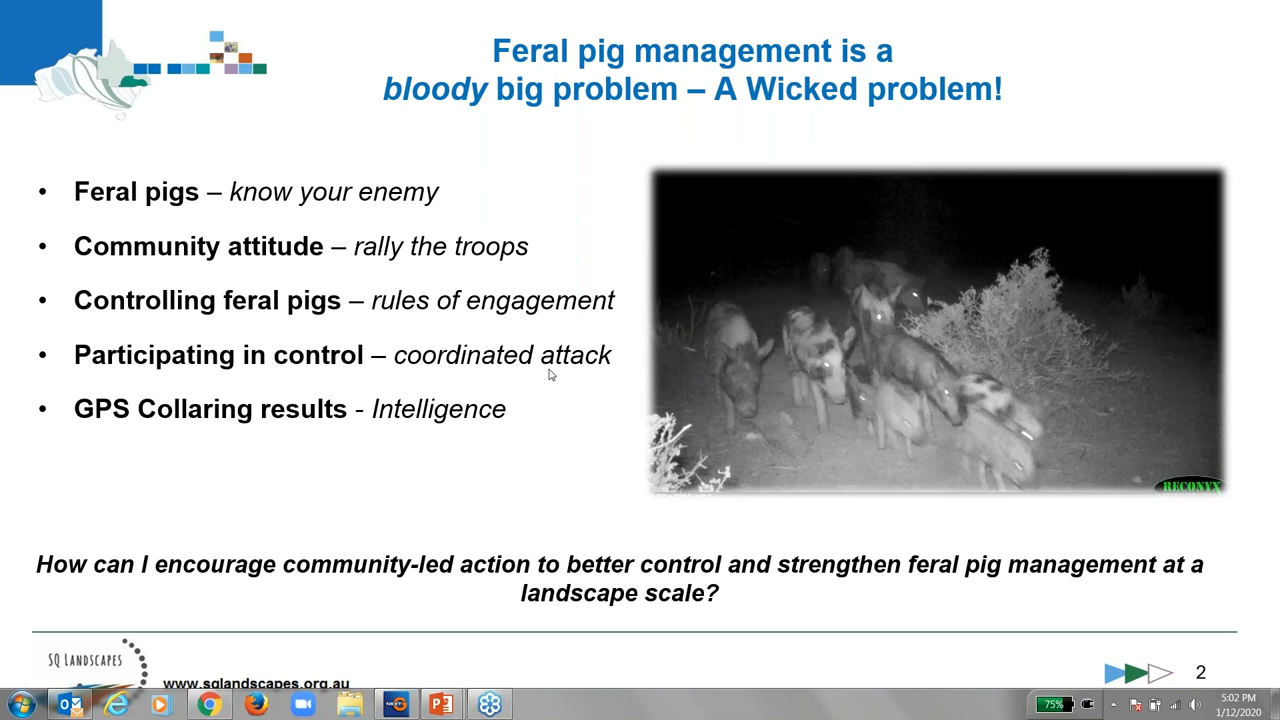 Feral pig management is a
bloody big problem – A Wicked problem!
• Feral pigs – know your enemy
• Community attitude – rally the troops
• Controlling feral pigs – rules of engagement
• Participating in control – coordinated attack
• GPS Collaring results - Intelligence
RECONYX
How can I encourage community-led action to better control and strengthen feral pig management at a
landscape scale?
SQ LANDSCAPES
www.sqlandscapes.org.au
2
75%
5:02 PM
1/12/2020